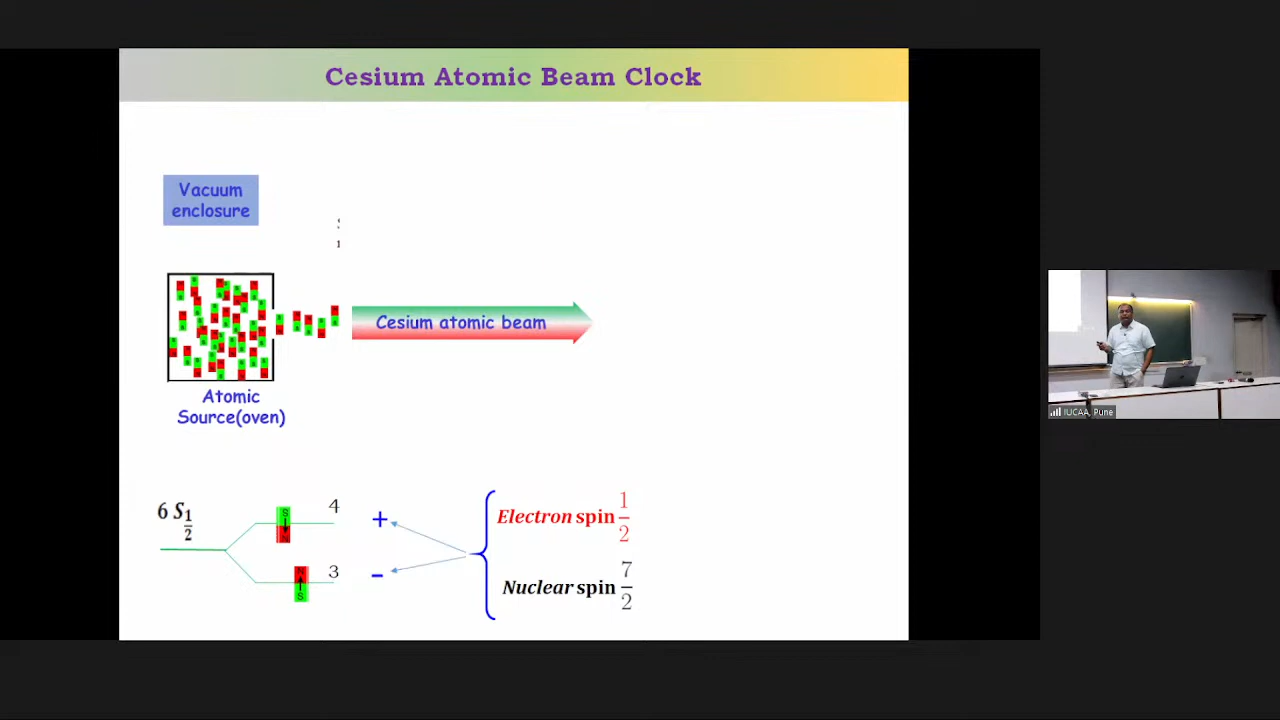 Cesium Atomic Beam Clock
Vacuum
enclosure
Cesium atomic beam
Atomic
Source(oven)
6 S 1/2
4
+
S
N
3
-
N
S
Electron spin 1/2
Nuclear spin 7/2
IUCAA, Pune